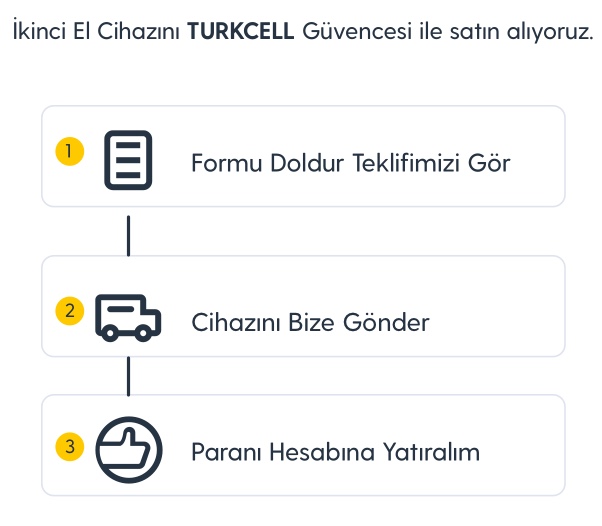 İkinci El Cihazını TURKCELL Güvencesi ile satın alıyoruz.
1
Formu Doldur Teklifimizi Gör
2
Cihazını Bize Gönder
3
Paranı Hesabına Yatıralım